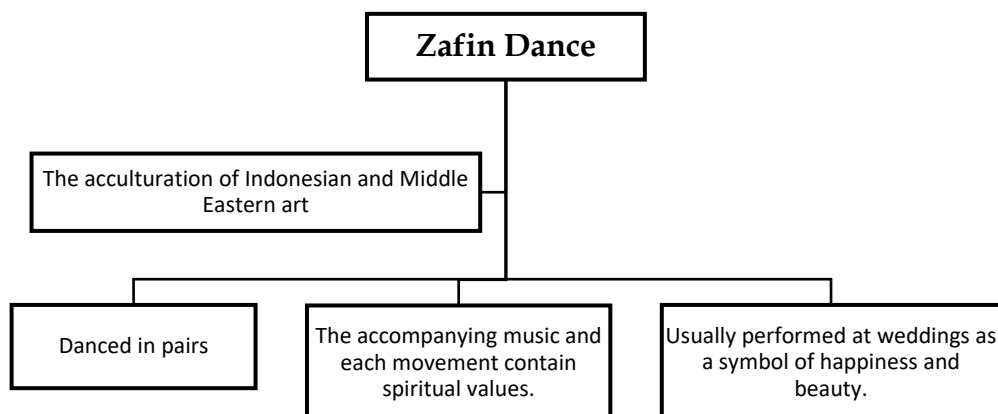 Zafin Dance
The acculturation of Indonesian and Middle
Eastern art
Danced in pairs
The accompanying music and
each movement contain
spiritual values.
Usually performed at weddings as
a symbol of happiness and
beauty.